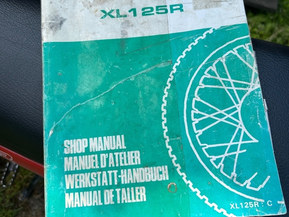 XL125R
SHOP MANUAL
MANUEL D'ATELIER
WERKSTATT-HANDBUCH
MANUAL DE TALLER
XL125R - C